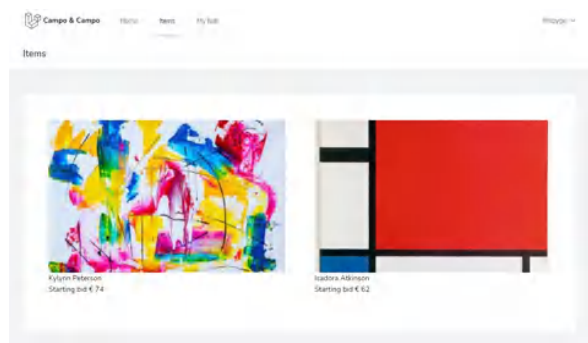 Campo & Campo
Home
Items
My bids
Items
Kylynn Peterson
Starting bid € 74
Isadora Atkinson
Starting bid € 62